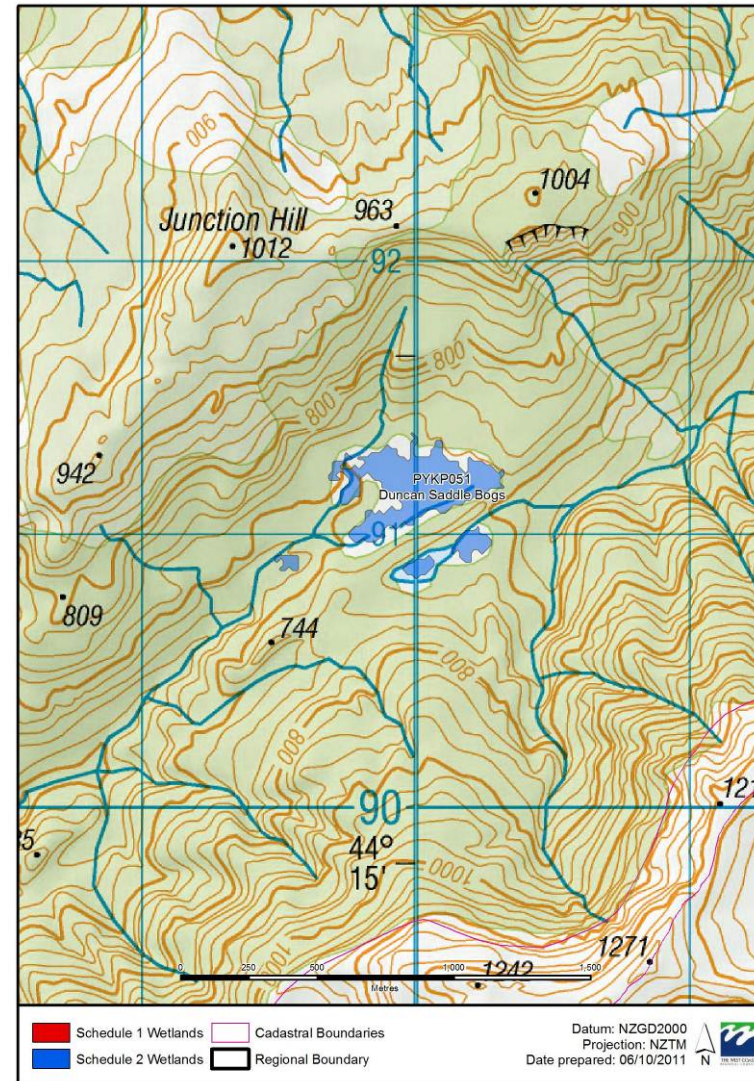 900
1004
963
Junction Hill
1012
92
900
800
800
942
PYKP051
Duncan Saddle Bogs
91
809
744
800
800
90
121
44°
15'
1000
1271
0 250 500 1,000 1,500
Metres
1242
Schedule 1 Wetlands
Cadastral Boundaries
Schedule 2 Wetlands
Regional Boundary
Datum: NZGD2000
Projection: NZTM
Date prepared: 06/10/2011
N